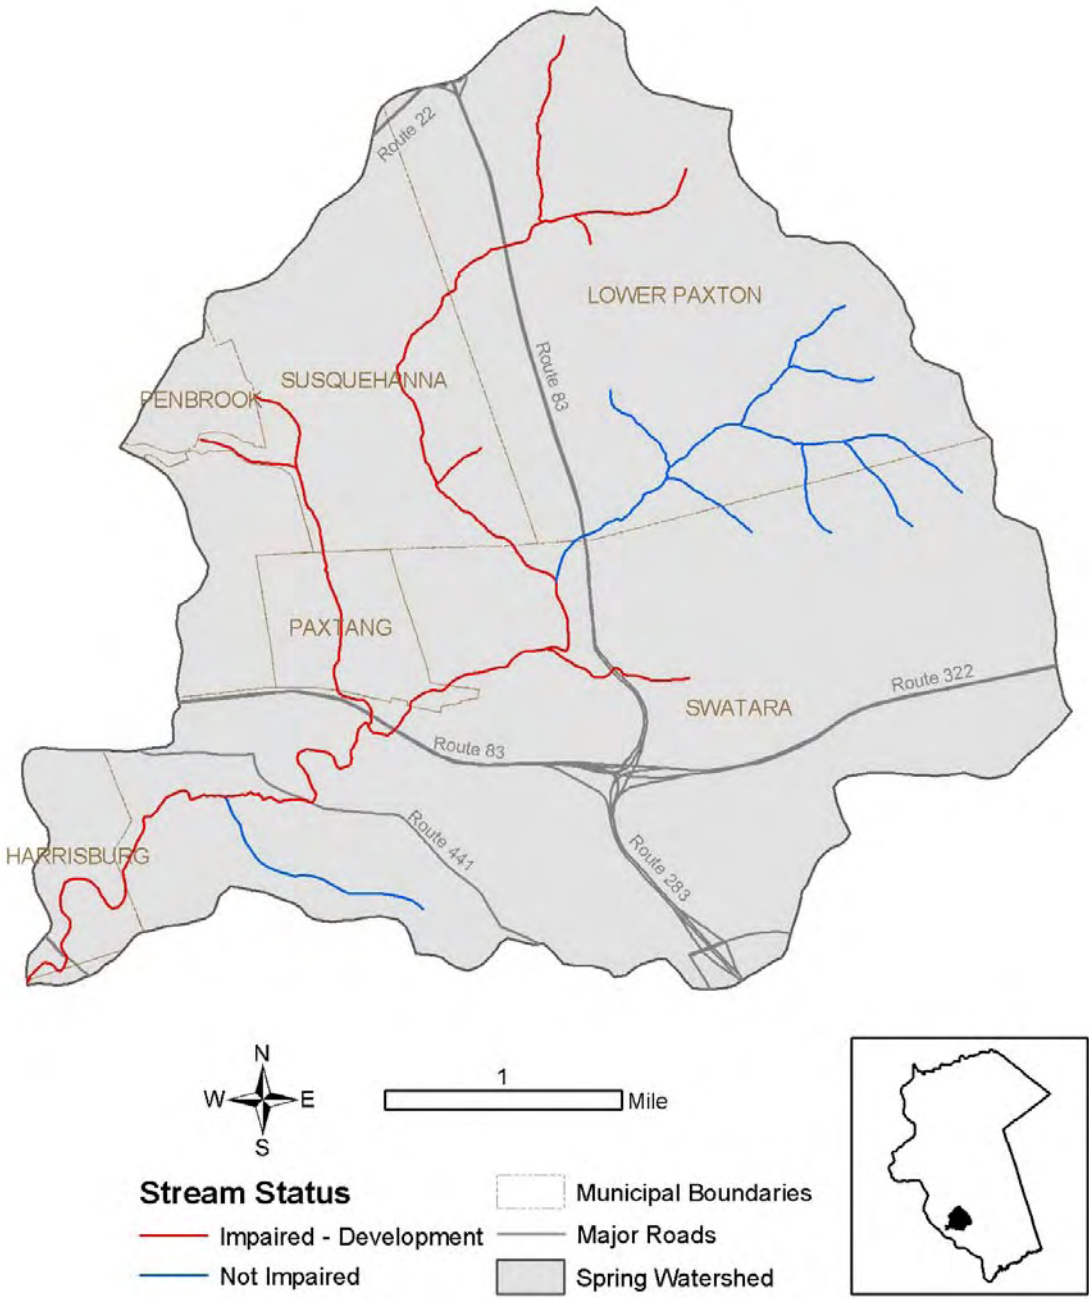 Route 22
LOWER PAXTON
Route 83
SUSQUEHANNA
PENBROOK
PAXTANG
Route 322
SWATARA
Route 83
Route 441
HARRISBURG
Route 283
N
W
E
S
1
Mile
Stream Status
Impaired - Development
Not Impaired
Municipal Boundaries
Major Roads
Spring Watershed